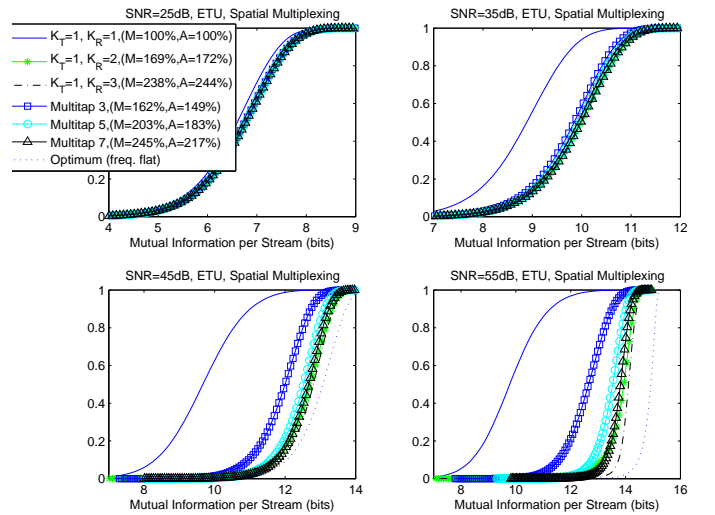 SNR=25dB, ETU, Spatial Multiplexing
K_T=1, K_R=1,(M=100%,A=100%)
K_T=1, K_R=2,(M=169%,A=172%)
K_T=1, K_R=3,(M=238%,A=244%)
Multitap 3,(M=162%,A=149%)
Multitap 5,(M=203%,A=183%)
Multitap 7,(M=245%,A=217%)
Optimum (freq. flat)
0.2
0
4 5 6 7 8 9
Mutual Information per Stream (bits)
SNR=35dB, ETU, Spatial Multiplexing
1
0.8
0.6
0.4
0.2
0
7 8 9 10 11 12
Mutual Information per Stream (bits)
SNR=45dB, ETU, Spatial Multiplexing
1
0.8
0.6
0.4
0.2
0
8 10 12 14
Mutual Information per Stream (bits)
SNR=55dB, ETU, Spatial Multiplexing
1
0.8
0.6
0.4
0.2
0
8 10 12 14 16
Mutual Information per Stream (bits)